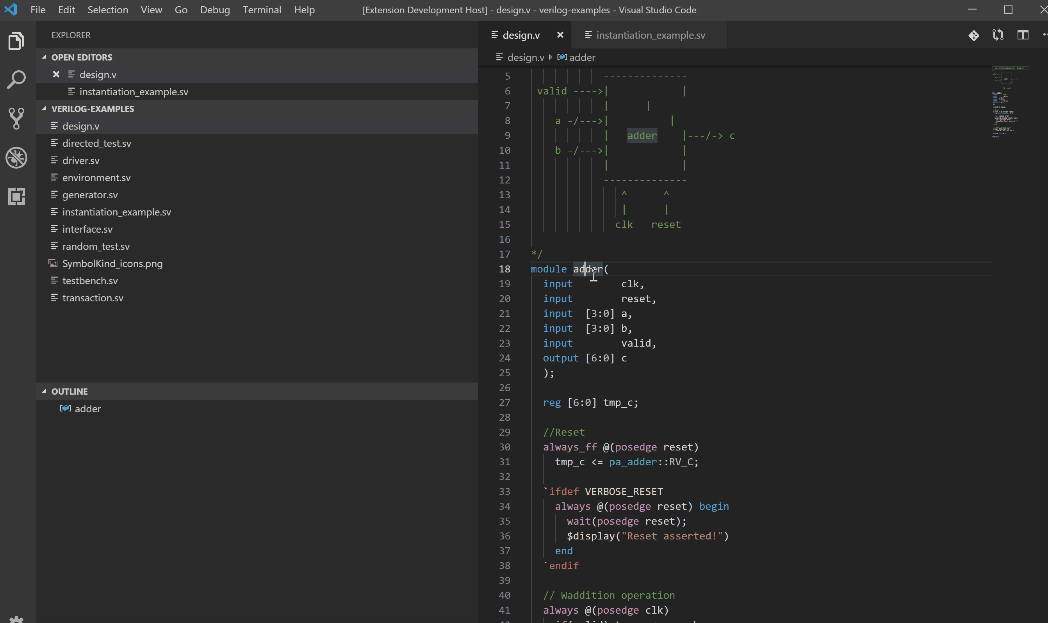 File Edit Selection View Go Debug Terminal Help [Extension Development Host] - design.v - verilog-examples - Visual Studio Code
EXPLORER
OPEN EDITORS
design.v
instantiation_example.sv
VERILOG-EXAMPLES
design.v
directed_test.sv
driver.sv
environment.sv
generator.sv
instantiation_example.sv
interface.sv
random_test.sv
SymbolKind_icons.png
testbench.sv
transaction.sv
OUTLINE
adder
design.v instantiation_example.sv
design.v adder
5 --------------
6 valid ---->| |
7 | |
8 a -/--->| |
9 | adder |---/-> c
10 b -/--->| |
11 | |
12 --------------
13 ^ ^
14 | |
15 clk reset
16
17 */
18 module adder(
19 input clk,
20 input reset,
21 input [3:0] a,
22 input [3:0] b,
23 input valid,
24 output [6:0] c
25 );
26
27 reg [6:0] tmp_c;
28
29 //Reset
30 always_ff @(posedge reset)
31 tmp_c <= pa_adder::RV_C;
32
33 `ifdef VERBOSE_RESET
34 always @(posedge reset) begin
35 wait(posedge reset);
36 $display("Reset asserted!")
37 end
38 `endif
39
40 // Waddition operation
41 always @(posedge clk)